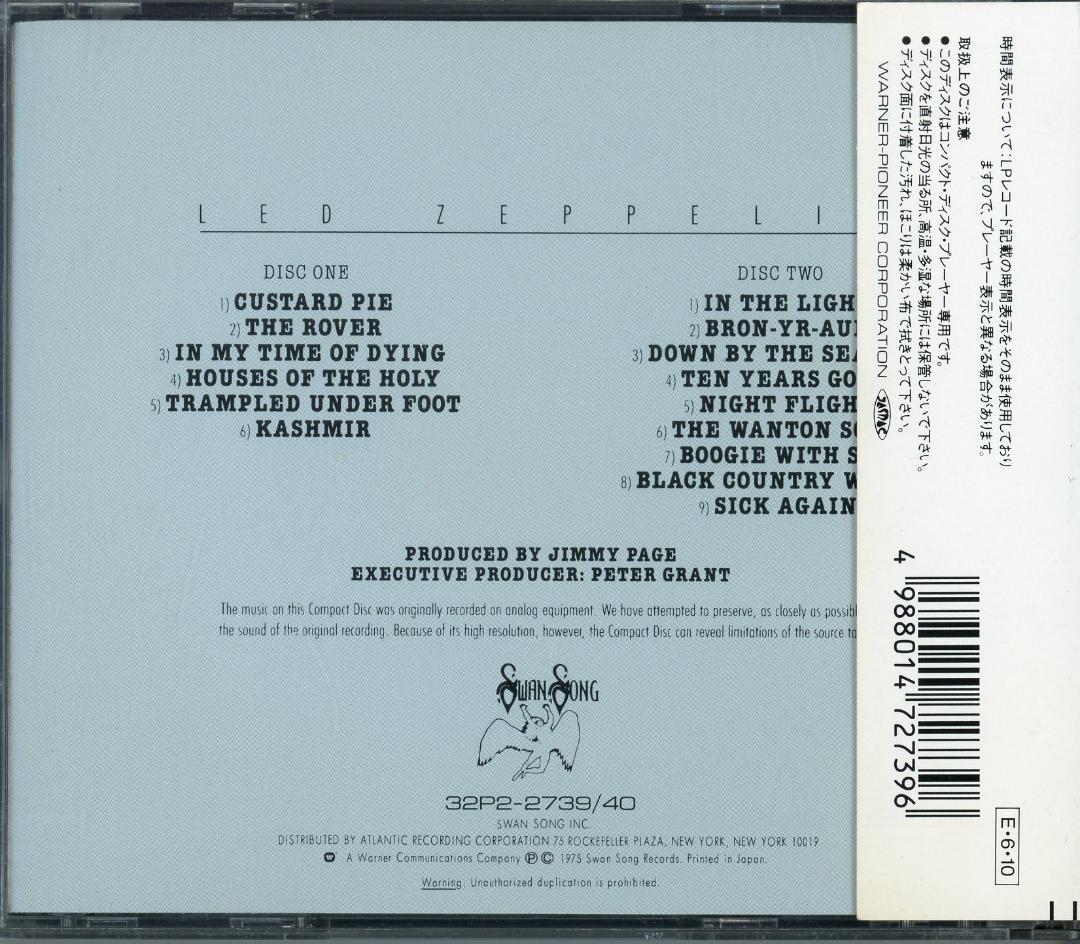 LED ZEPPELI
DISC ONE
1) CUSTARD PIE
2) THE ROVER
3) IN MY TIME OF DYING
4) HOUSES OF THE HOLY
5) TRAMPLED UNDER FOOT
6) KASHMIR
DISC TWO
1) IN THE LIGH
2) BRON-YR-AU
3) DOWN BY THE SEA
4) TEN YEARS GO
5) NIGHT FLIGH
6) THE WANTON S
7) BOOGIE WITH S
8) BLACK COUNTRY W
9) SICK AGAIN
PRODUCED BY JIMMY PAGE
EXECUTIVE PRODUCER: PETER GRANT
The music on this Compact Disc was originally recorded on analog equipment. We have attempted to preserve, as closely as possibl
the sound of the original recording. Because of its high resolution, however, the Compact Disc can reveal limitations of the source ta
SWAN SONG
32P2-2739/40
SWAN SONG INC.
DISTRIBUTED BY ATLANTIC RECORDING CORPORATION 75 ROCKEFELLER PLAZA, NEW YORK, NEW YORK 10019
A Warner Communications Company ℗ © 1975 Swan Song Records. Printed in Japan.
Warning: Unauthorized duplication is prohibited.
時間表示について:LPレコード記載の時間表示をそのまま使用しており
ますので、プレーヤー表示と異なる場合があります。
取扱上のご注意
●このディスクはコンパクト・ディスク・プレーヤー専用です。
●ディスクを直射日光の当る所、高温・多湿な場所には保管しないで下さい。
●ディスク面に付着した汚れ、ほこりは柔かい布で拭きとって下さい。
WARNER-PIONEER CORPORATION JASRAC
4 988014 727396
E・6・10